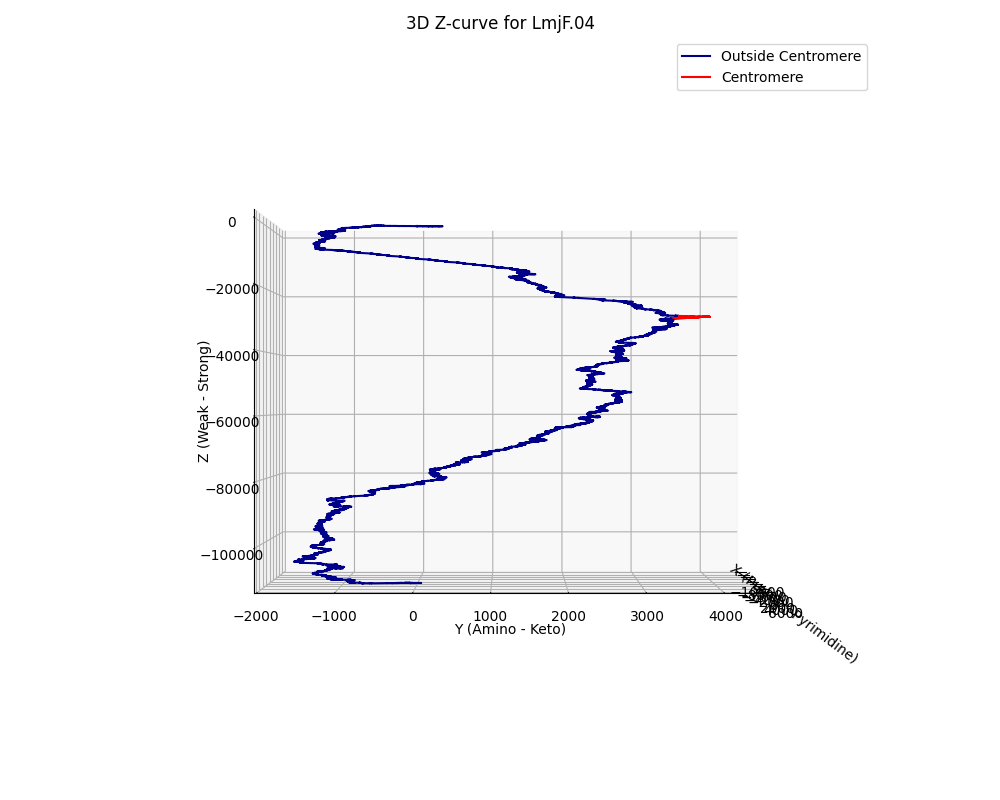 3D Z-curve for LmjF.04
Outside Centromere
Centromere
0
−20000
−40000
−60000
−80000
−100000
Z (Weak - Strong)
−2000
−1000
0
1000
2000
3000
4000
Y (Amino - Keto)
yrimidine)